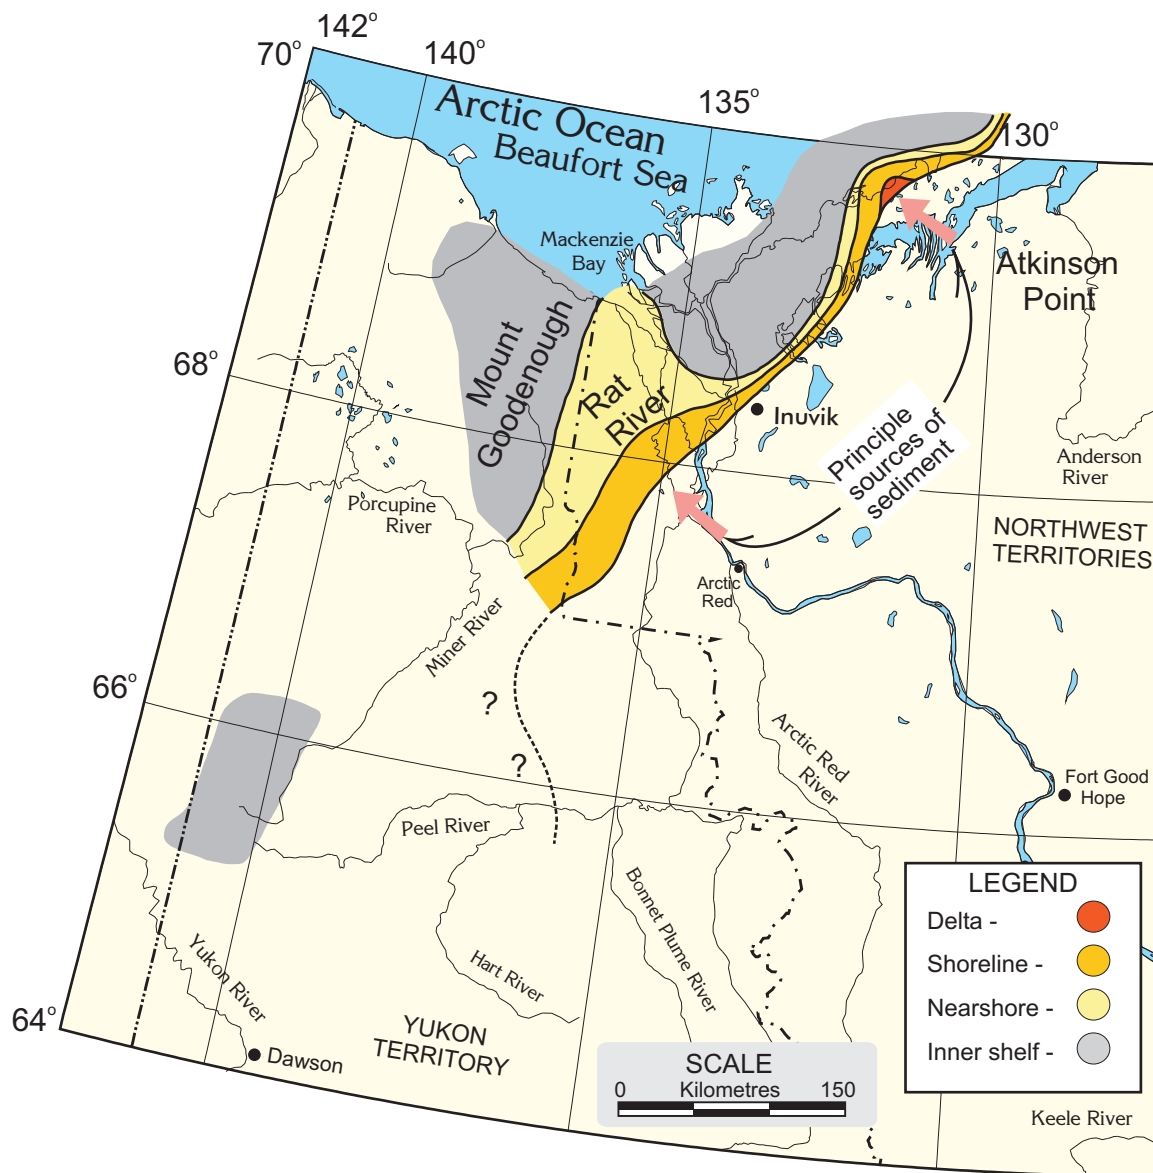 142°
70°
140°
135°
130°
Arctic Ocean
Beaufort Sea
Mackenzie
Bay
Atkinson
Point
68°
Mount
Goodenough
Rat
River
Inuvik
Principle
sources of
sediment
Anderson
River
Porcupine
River
NORTHWEST
TERRITORIES
Arctic
Red
Miner River
66°
?
?
Arctic Red
River
Fort Good
Hope
Peel River
Bonnet Plume River
Hart River
Yukon River
64°
YUKON
TERRITORY
Dawson
LEGEND
Delta -
Shoreline -
Nearshore -
Inner shelf -
SCALE
0 Kilometres 150
Keele River